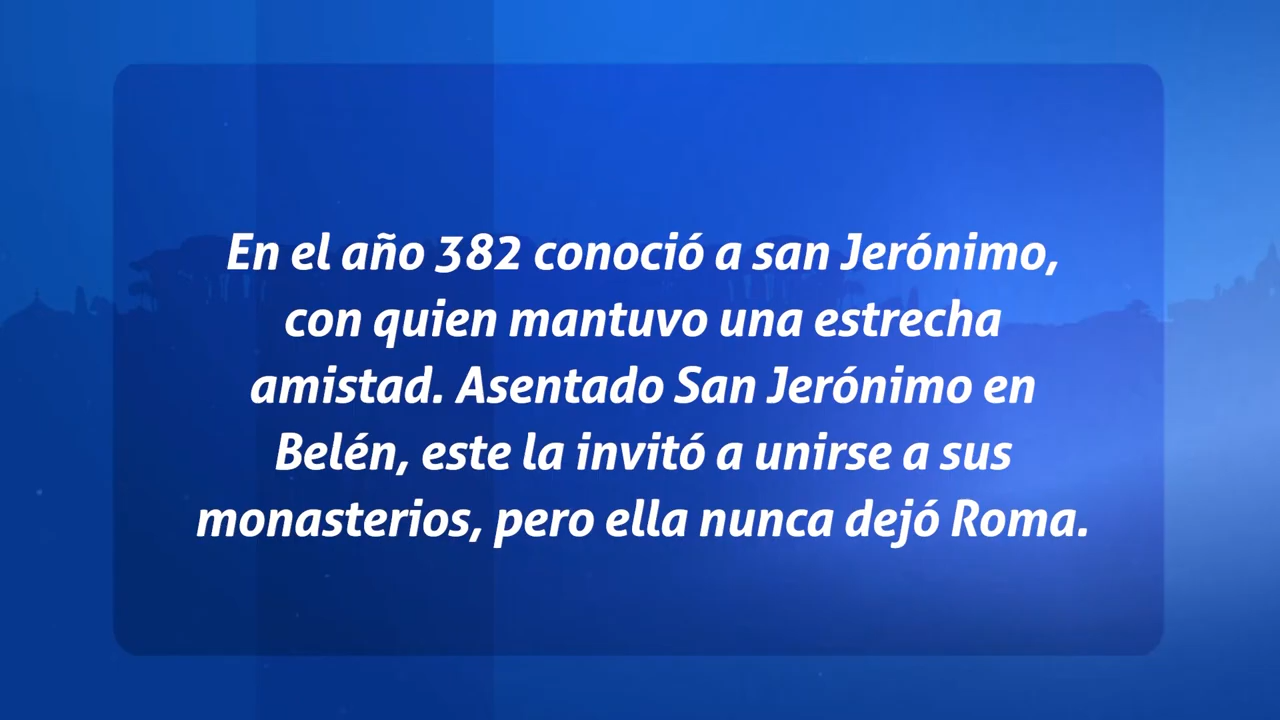 En el año 382 conoció a san Jerónimo,
con quien mantuvo una estrecha
amistad. Asentado San Jerónimo en
Belén, este la invitó a unirse a sus
monasterios, pero ella nunca dejó Roma.